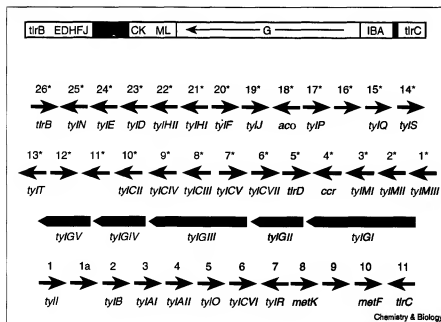 tlrB EDHFJ CK ML G IBA tlrC
26* 25* 24* 23* 22* 21* 20* 19* 18* 17* 16* 15* 14*
tlrB tylN tylE tylD tylHII tylHI tylF tylJ aco tylP tylQ tylS
13* 12* 11* 10* 9* 8* 7* 6* 5* 4* 3* 2* 1*
tylT tylCII tylCIV tylCIII tylCV tylCVII tlrD ccr tylMI tylMII tylMIII
tylGV tylGIV tylGIII tylGII tylGI
1 1a 2 3 4 5 6 7 8 9 10 11
tylI tylB tylAI tylAII tylO tylCVI tylR metK metF tlrC
Chemistry & Biology